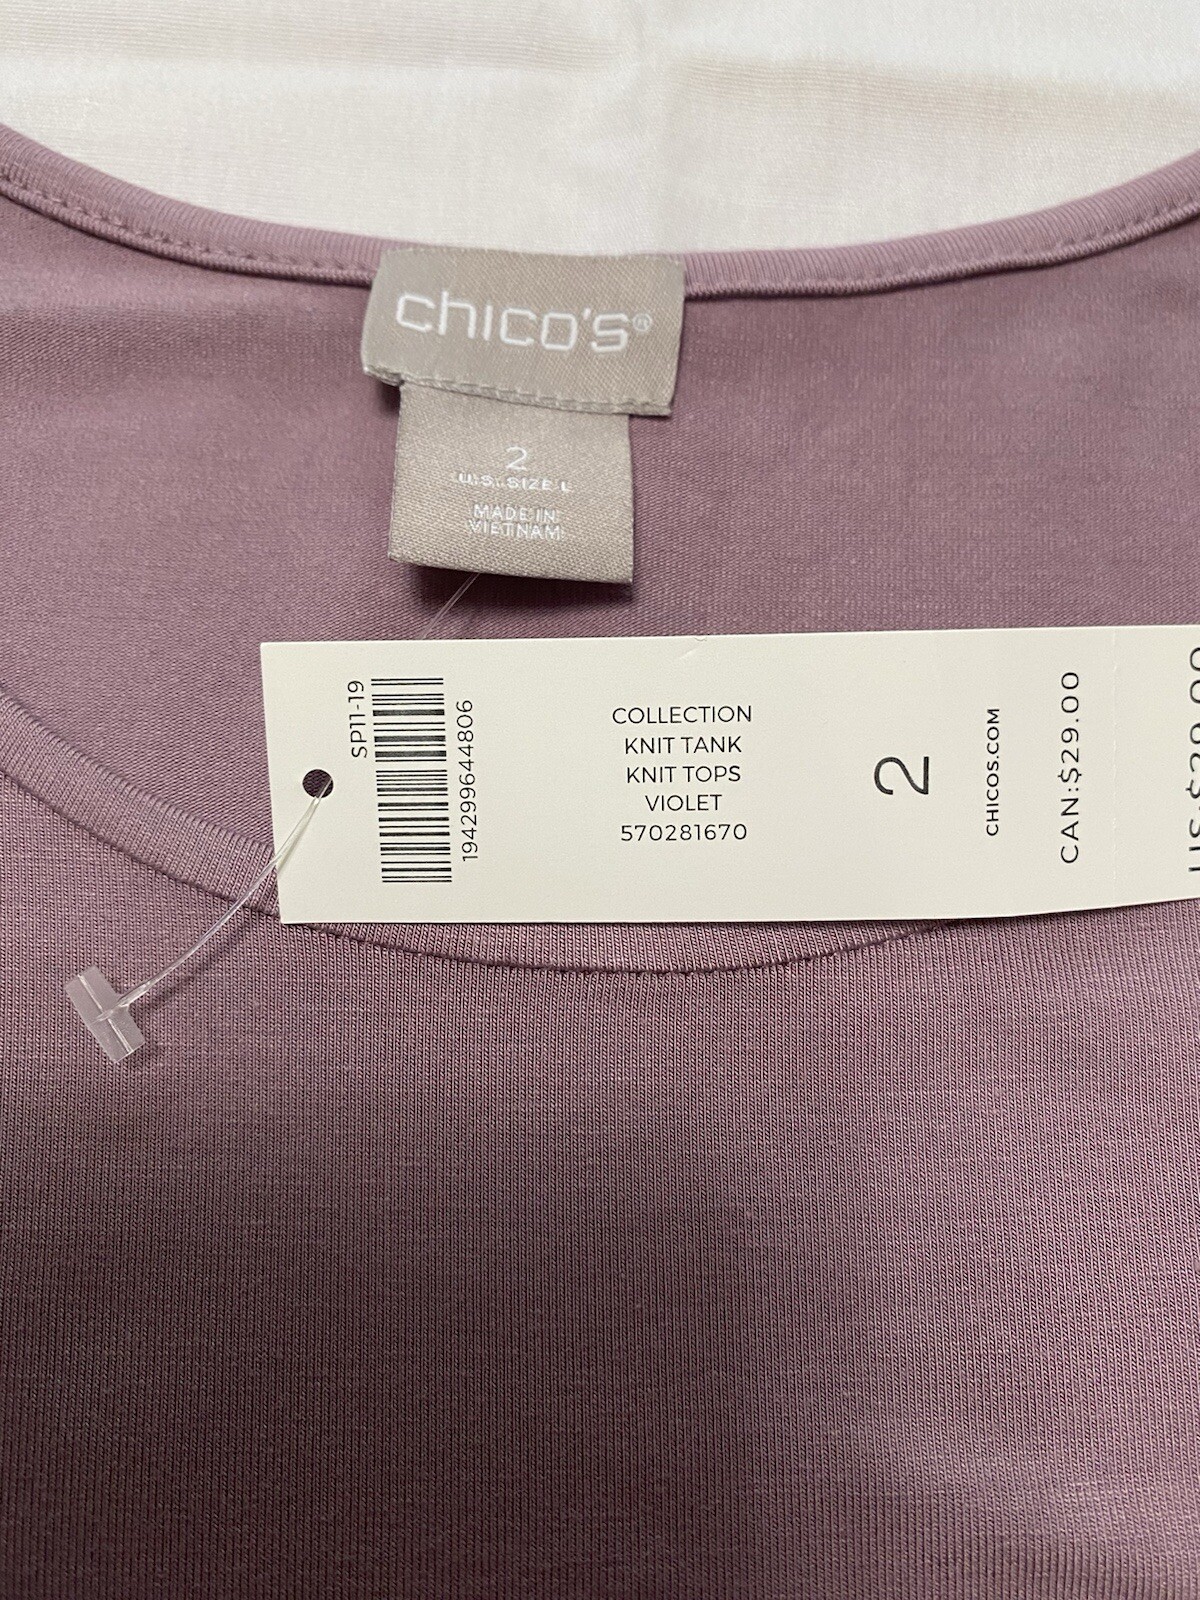 chico's®
2
U.S. SIZE L
MADE IN
VIETNAM
SP11-19
194299644806
COLLECTION
KNIT TANK
KNIT TOPS
VIOLET
570281670
2
CHICOS.COM
CAN:$29.00